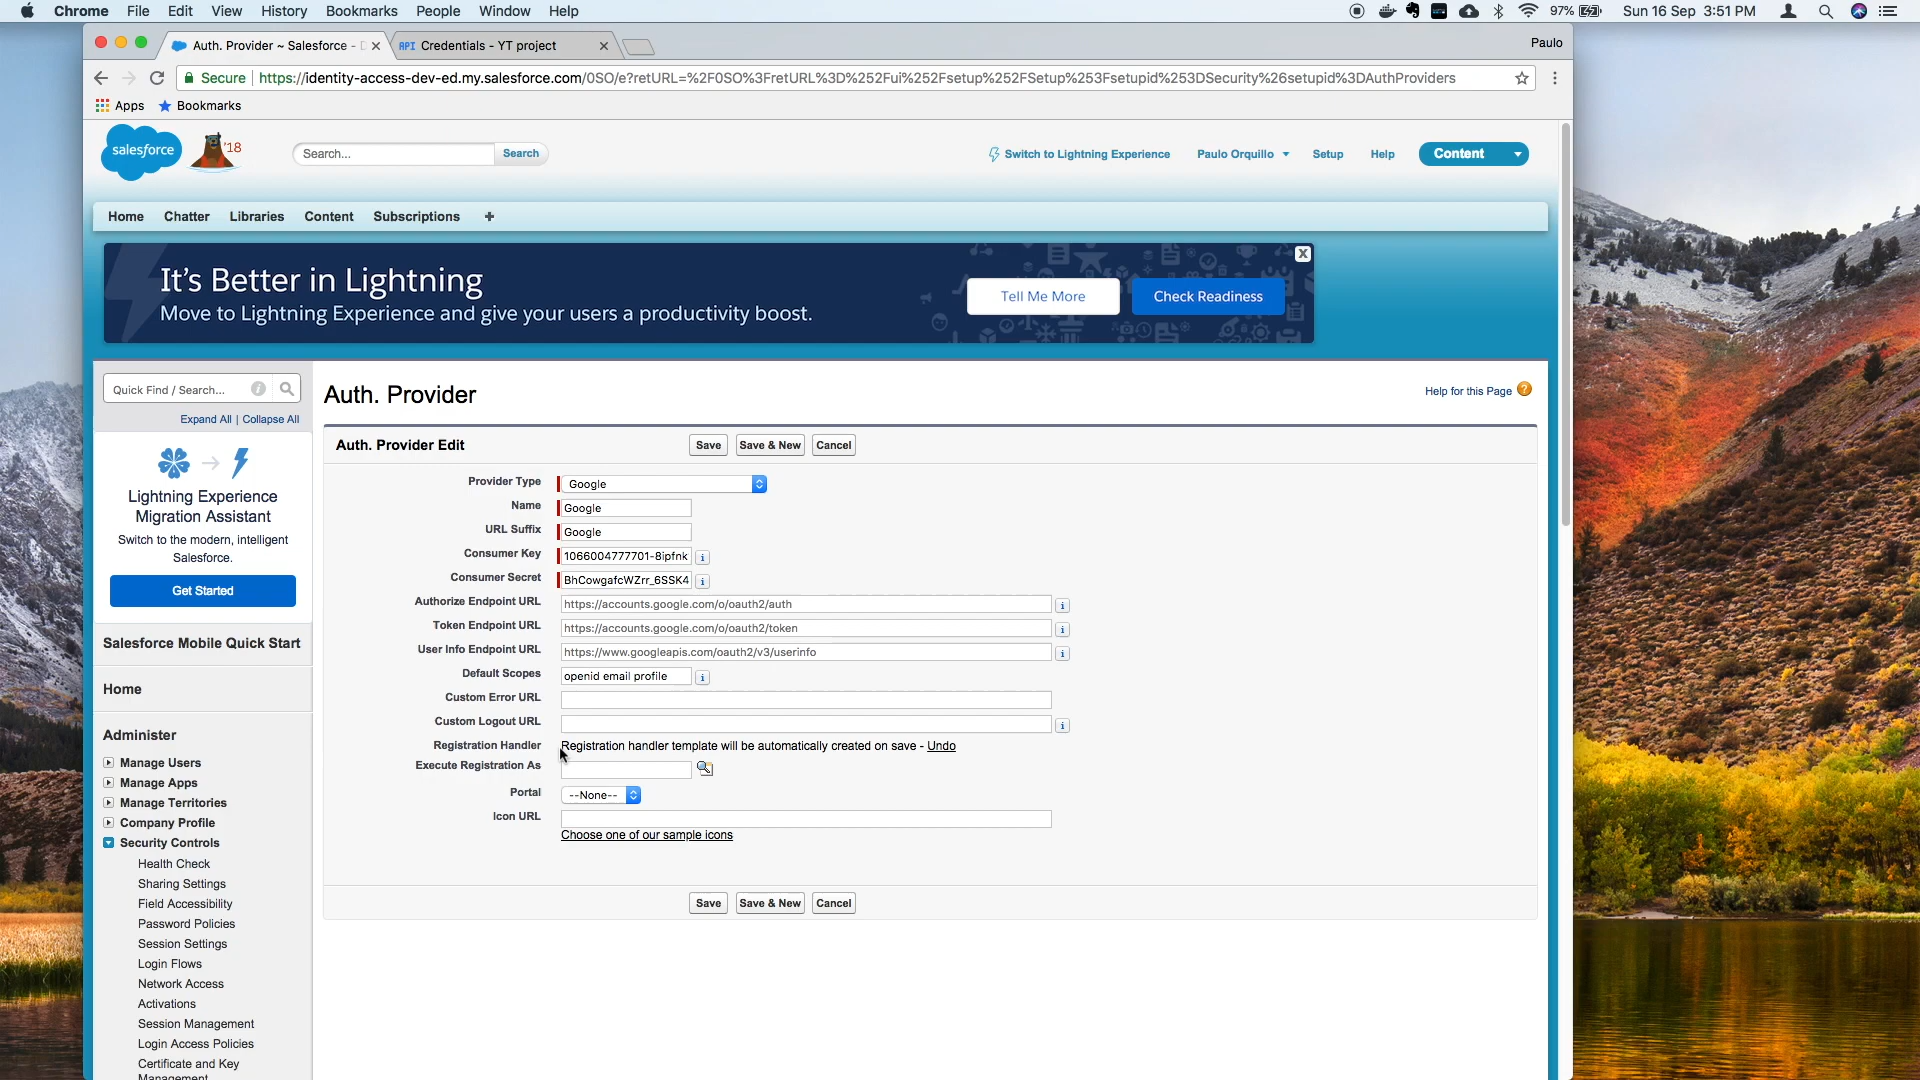 Chrome File Edit View History Bookmarks People Window Help 97% Sun 16 Sep 3:51 PM
Auth. Provider ~ Salesforce - D
API Credentials - YT project
Paulo
Secure https://identity-access-dev-ed.my.salesforce.com/0SO/e?retURL=%2F0SO%3FretURL%3D%252Fui%252Fsetup%252FSetup%253Fsetupid%253DSecurity%26setupid%3DAuthProviders
Apps Bookmarks
salesforce '18 Search... Search Switch to Lightning Experience Paulo Orquillo Setup Help Content
Home Chatter Libraries Content Subscriptions +
It's Better in Lightning
Move to Lightning Experience and give your users a productivity boost.
Tell Me More Check Readiness X
Quick Find / Search... i
Expand All | Collapse All
Lightning Experience
Migration Assistant
Switch to the modern, intelligent
Salesforce.
Get Started
Salesforce Mobile Quick Start
Home
Administer
Manage Users
Manage Apps
Manage Territories
Company Profile
Security Controls
Health Check
Sharing Settings
Field Accessibility
Password Policies
Session Settings
Login Flows
Network Access
Activations
Session Management
Login Access Policies
Certificate and Key
Management
Auth. Provider
Help for this Page ?
Auth. Provider Edit Save Save & New Cancel
Provider Type Google
Name Google
URL Suffix Google
Consumer Key 1066004777701-8ipfnk i
Consumer Secret BhCowgafcWZrr_6SSK4 i
Authorize Endpoint URL https://accounts.google.com/o/oauth2/auth i
Token Endpoint URL https://accounts.google.com/o/oauth2/token i
User Info Endpoint URL https://www.googleapis.com/oauth2/v3/userinfo i
Default Scopes openid email profile i
Custom Error URL
Custom Logout URL i
Registration Handler Registration handler template will be automatically created on save - Undo
Execute Registration As
Portal --None--
Icon URL
Choose one of our sample icons
Save Save & New Cancel